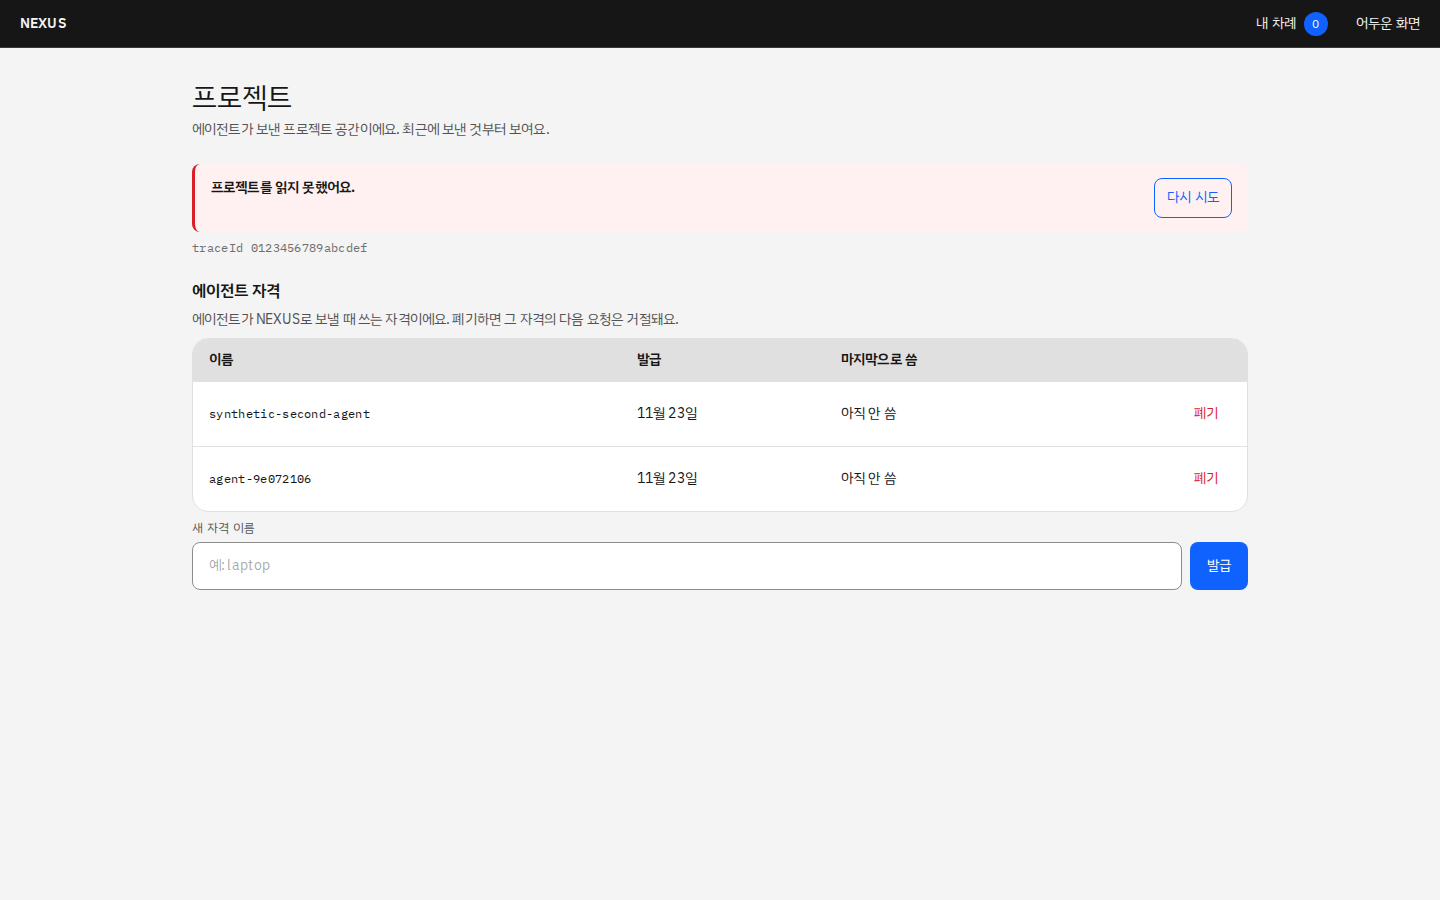 NEXUS
내 차례 0 어두운 화면
프로젝트
에이전트가 보낸 프로젝트 공간이에요. 최근에 보낸 것부터 보여요.
프로젝트를 읽지 못했어요.
다시 시도
traceId 0123456789abcdef
에이전트 자격
에이전트가 NEXUS로 보낼 때 쓰는 자격이에요. 폐기하면 그 자격의 다음 요청은 거절돼요.
이름 발급 마지막으로 씀
synthetic-second-agent 11월 23일 아직 안 씀 폐기
agent-9e072106 11월 23일 아직 안 씀 폐기
새 자격 이름
예: laptop
발급